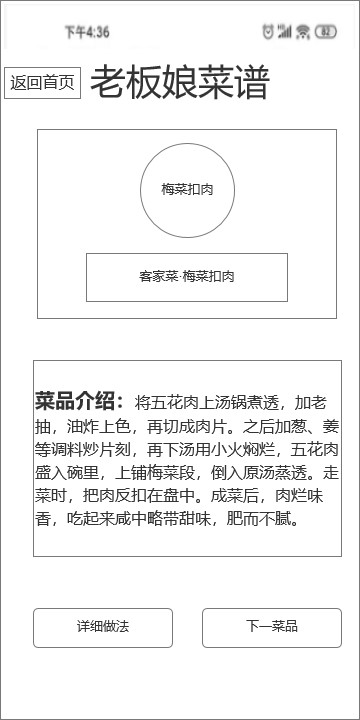 下午4:36
82
返回首页
老板娘菜谱
梅菜扣肉
客家菜·梅菜扣肉
菜品介绍：将五花肉上汤锅煮透，加老
抽，油炸上色，再切成肉片。之后加葱、姜
等调料炒片刻，再下汤用小火焖烂，五花肉
盛入碗里，上铺梅菜段，倒入原汤蒸透。走
菜时，把肉反扣在盘中。成菜后，肉烂味
香，吃起来咸中略带甜味，肥而不腻。
详细做法
下一菜品